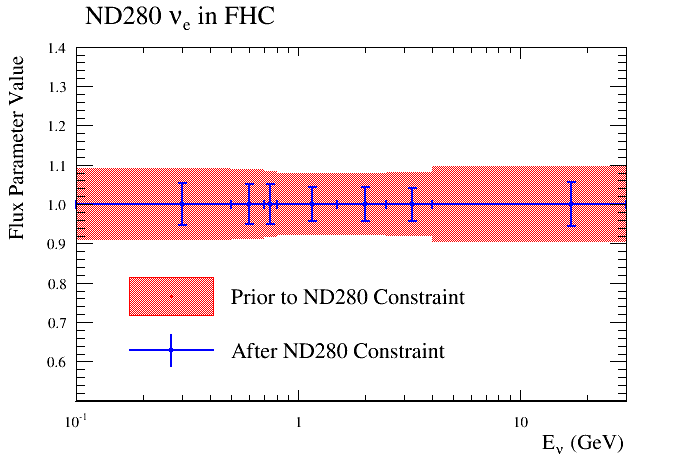 ND280 νe in FHC
Flux Parameter Value
1.4
1.3
1.2
1.1
1.0
0.9
0.8
0.7
0.6
Prior to ND280 Constraint
After ND280 Constraint
10-1
1
10
Eν (GeV)